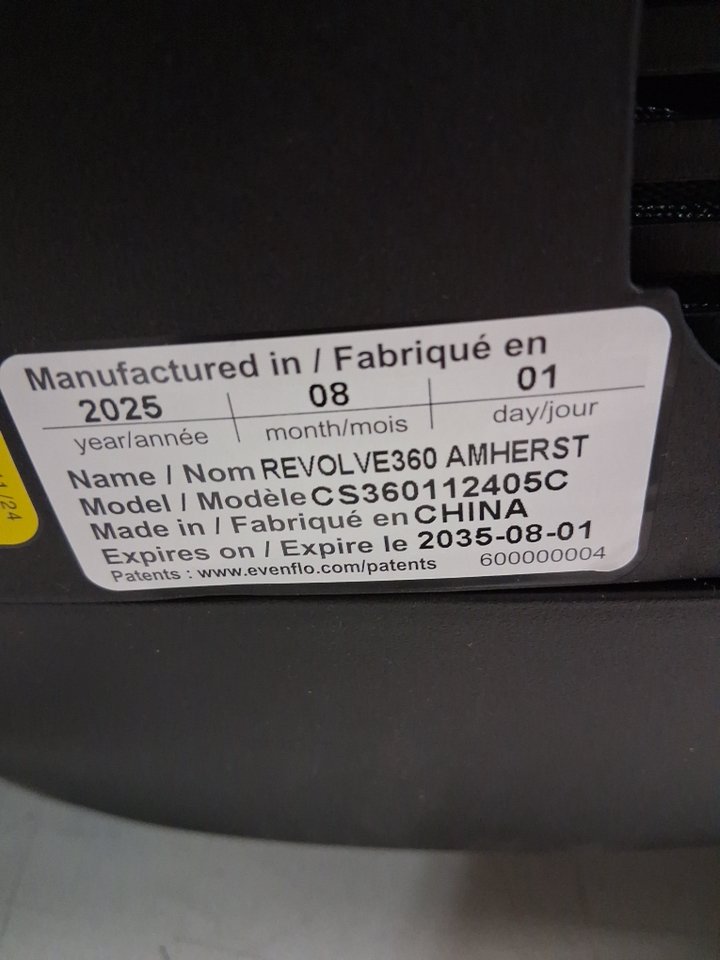 Manufactured in / Fabriqué en
2025 08 01
year/année month/mois day/jour
Name / Nom REVOLVE360 AMHERST
Model / Modèle CS360112405C
Made in / Fabriqué en CHINA
Expires on / Expire le 2035-08-01
Patents : www.evenflo.com/patents 600000004
11/24